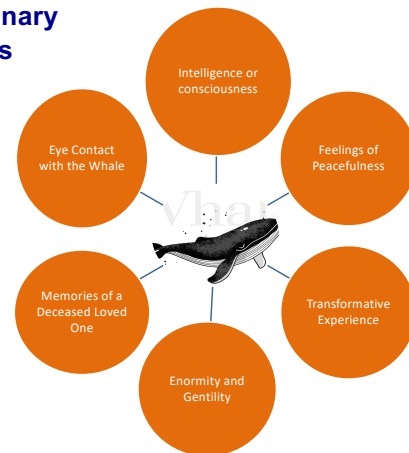 nary
s
Intelligence or
consciousness
Eye Contact
with the Whale
Feelings of
Peacefulness
Memories of a
Deceased Loved
One
Transformative
Experience
Enormity and
Gentility